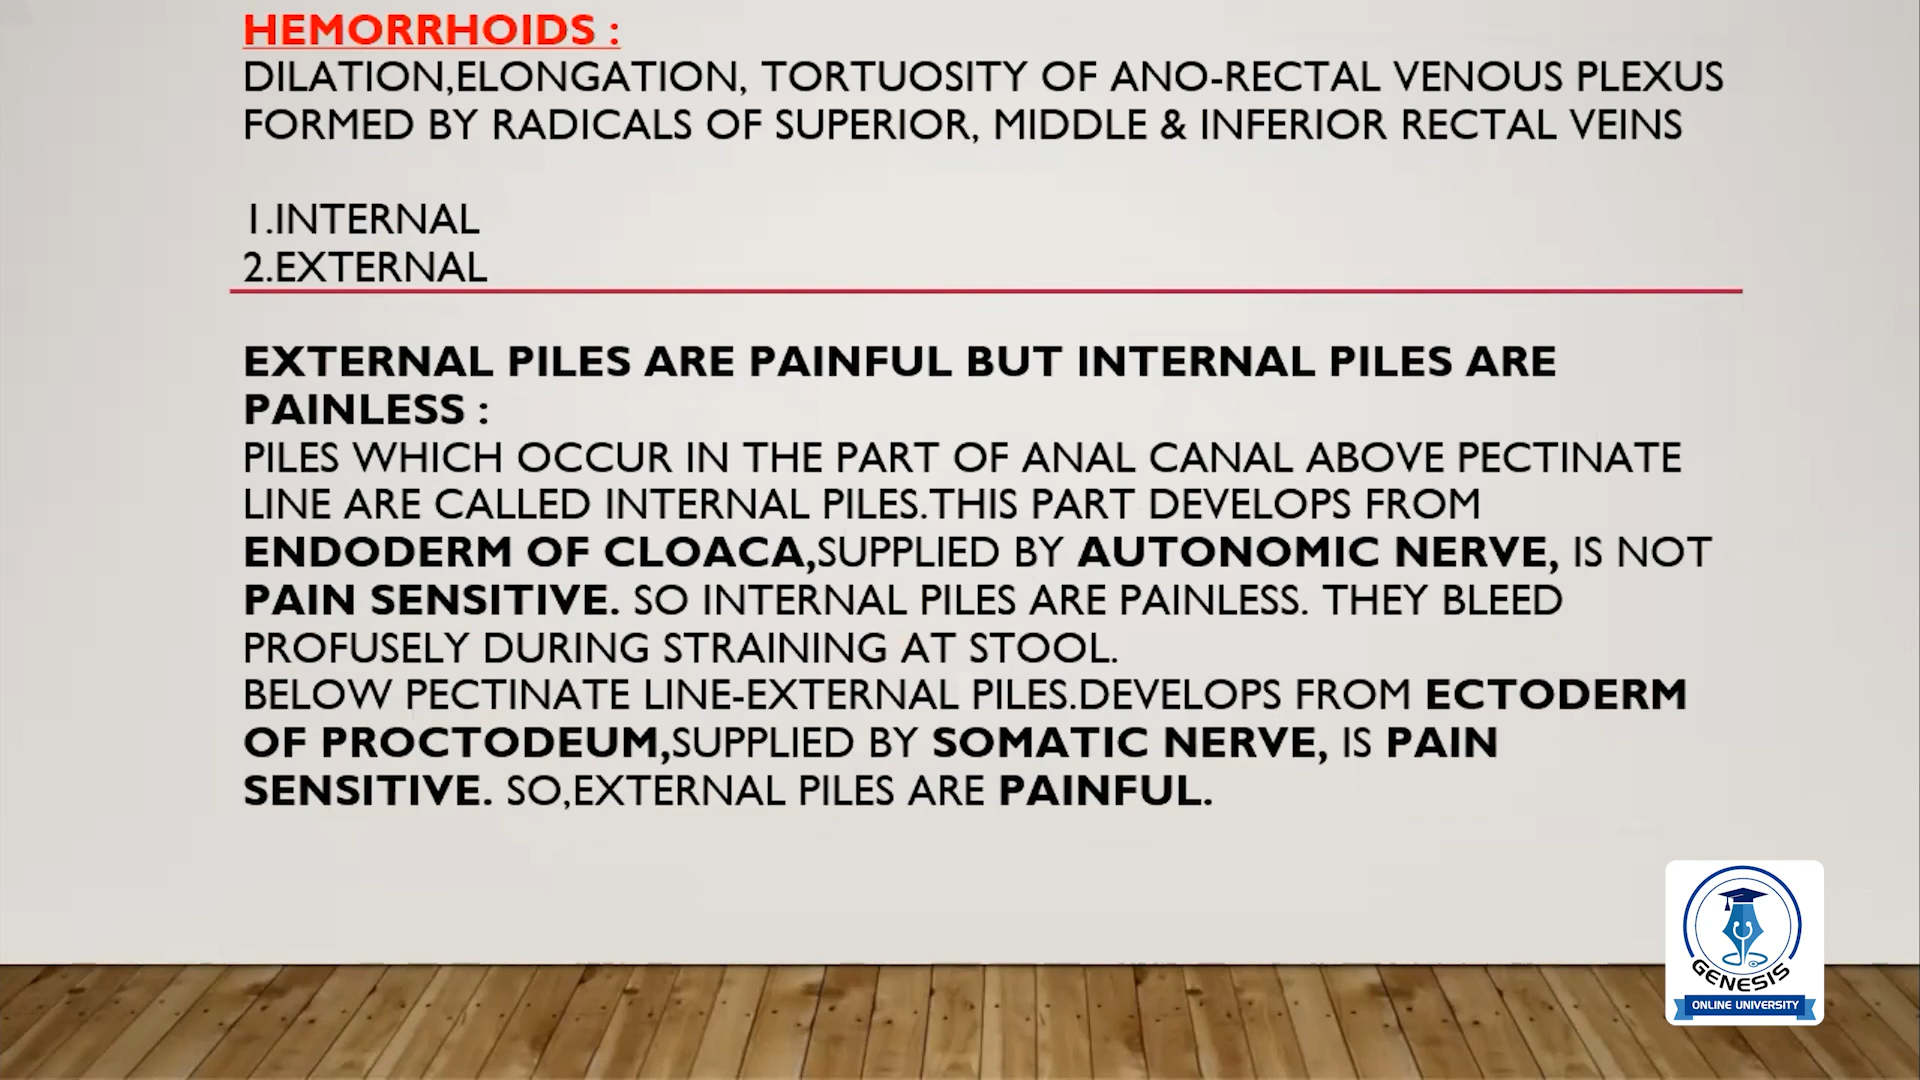 HEMORRHOIDS :
DILATION,ELONGATION, TORTUOSITY OF ANO-RECTAL VENOUS PLEXUS
FORMED BY RADICALS OF SUPERIOR, MIDDLE & INFERIOR RECTAL VEINS
1.INTERNAL
2.EXTERNAL
EXTERNAL PILES ARE PAINFUL BUT INTERNAL PILES ARE
PAINLESS :
PILES WHICH OCCUR IN THE PART OF ANAL CANAL ABOVE PECTINATE
LINE ARE CALLED INTERNAL PILES.THIS PART DEVELOPS FROM
ENDODERM OF CLOACA,SUPPLIED BY AUTONOMIC NERVE, IS NOT
PAIN SENSITIVE. SO INTERNAL PILES ARE PAINLESS. THEY BLEED
PROFUSELY DURING STRAINING AT STOOL.
BELOW PECTINATE LINE-EXTERNAL PILES.DEVELOPS FROM ECTODERM
OF PROCTODEUM,SUPPLIED BY SOMATIC NERVE, IS PAIN
SENSITIVE. SO,EXTERNAL PILES ARE PAINFUL.
GENESIS
ONLINE UNIVERSITY